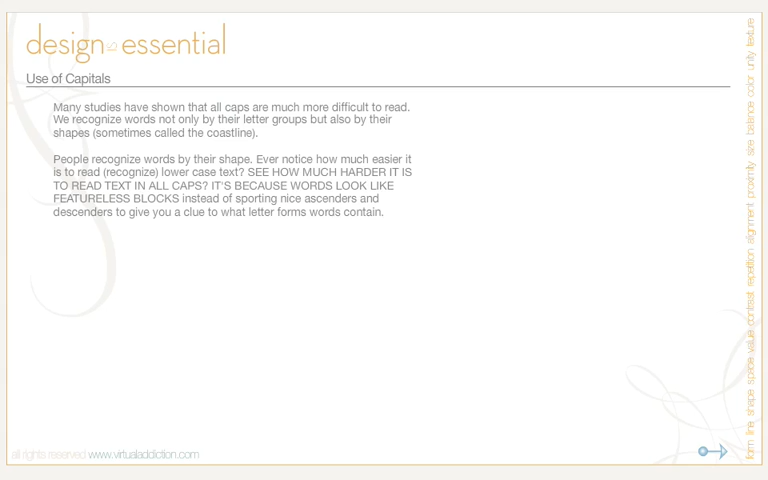 design is essential
Use of Capitals
Many studies have shown that all caps are much more difficult to read.
We recognize words not only by their letter groups but also by their
shapes (sometimes called the coastline).
People recognize words by their shape. Ever notice how much easier it
is to read (recognize) lower case text? SEE HOW MUCH HARDER IT IS
TO READ TEXT IN ALL CAPS? IT'S BECAUSE WORDS LOOK LIKE
FEATURELESS BLOCKS instead of sporting nice ascenders and
descenders to give you a clue to what letter forms words contain.
form line shape space value contrast repetition alignment proximity size balance color unity texture
all rights reserved www.virtualaddiction.com